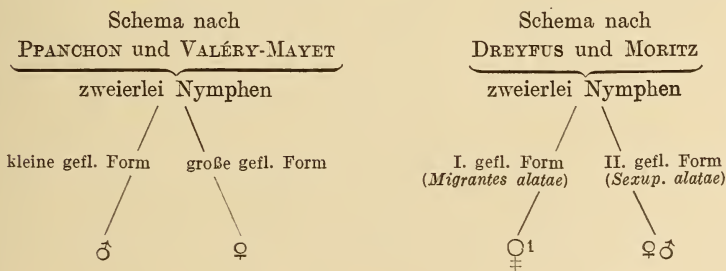 Schema nach
PPANCHON und VALÉRY-MAYET
zweierlei Nymphen
kleine gefl. Form große gefl. Form
♂ ♀
Schema nach
DREYFUS und MORITZ
zweierlei Nymphen
I. gefl. Form II. gefl. Form
(Migrantes alatae) (Sexup. alatae)
1 ♀♂